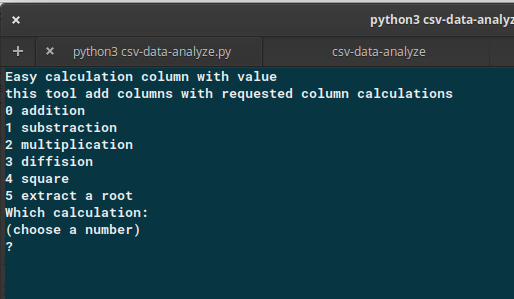 python3 csv-data-analyz
python3 csv-data-analyze.py
csv-data-analyze
Easy calculation column with value
this tool add columns with requested column calculations
0 addition
1 substraction
2 multiplication
3 diffision
4 square
5 extract a root
Which calculation:
(choose a number)
?